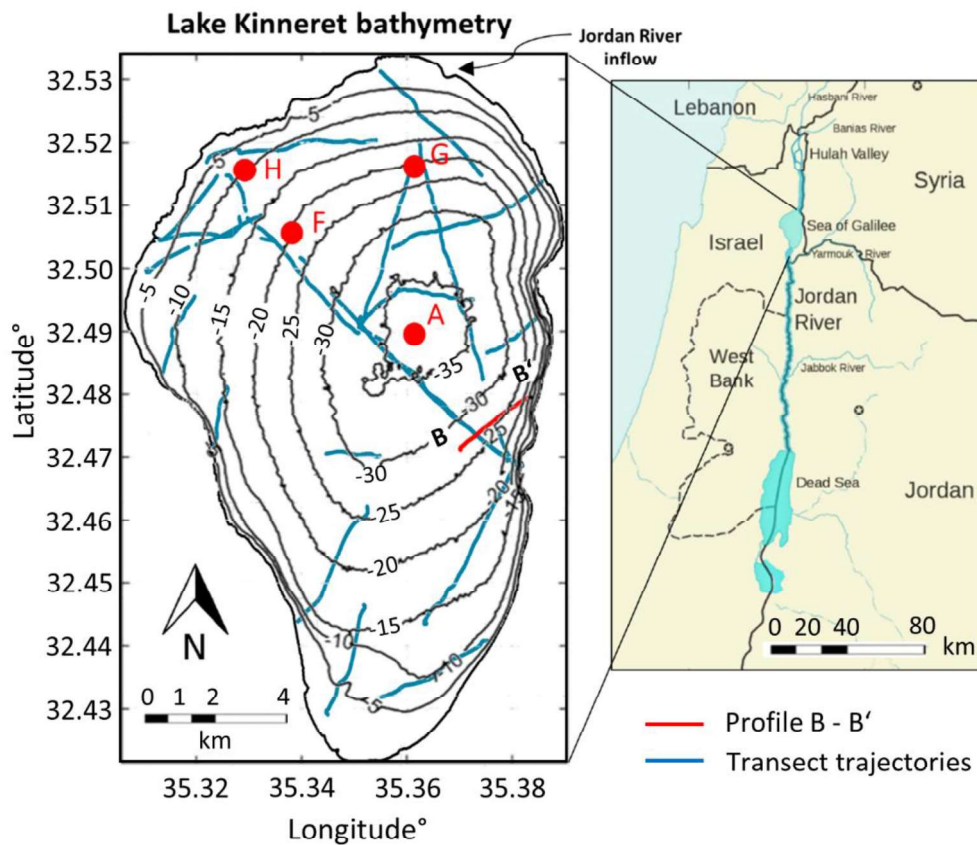 Lake Kinneret bathymetry
Jordan River
inflow
32.53
32.52
32.51
32.50
32.49
32.48
32.47
32.46
32.45
32.44
32.43
Latitude°
35.32
35.34
35.36
35.38
Longitude°
-5
5
-5
-10
-15
-20
-25
-30
-35
-30
25
-30
-25
-20
-15
-20
-15
-10
-10
-5
H
G
F
A
B
B'
N
0 1 2 4
km
Lebanon
Hasbani River
Banias River
Hulah Valley
Syria
Sea of Galilee
Israel
Yarmouk River
Jordan
River
West
Bank
Jabbok River
Dead Sea
Jordan
0 20 40 80
km
Profile B - B‘
Transect trajectories